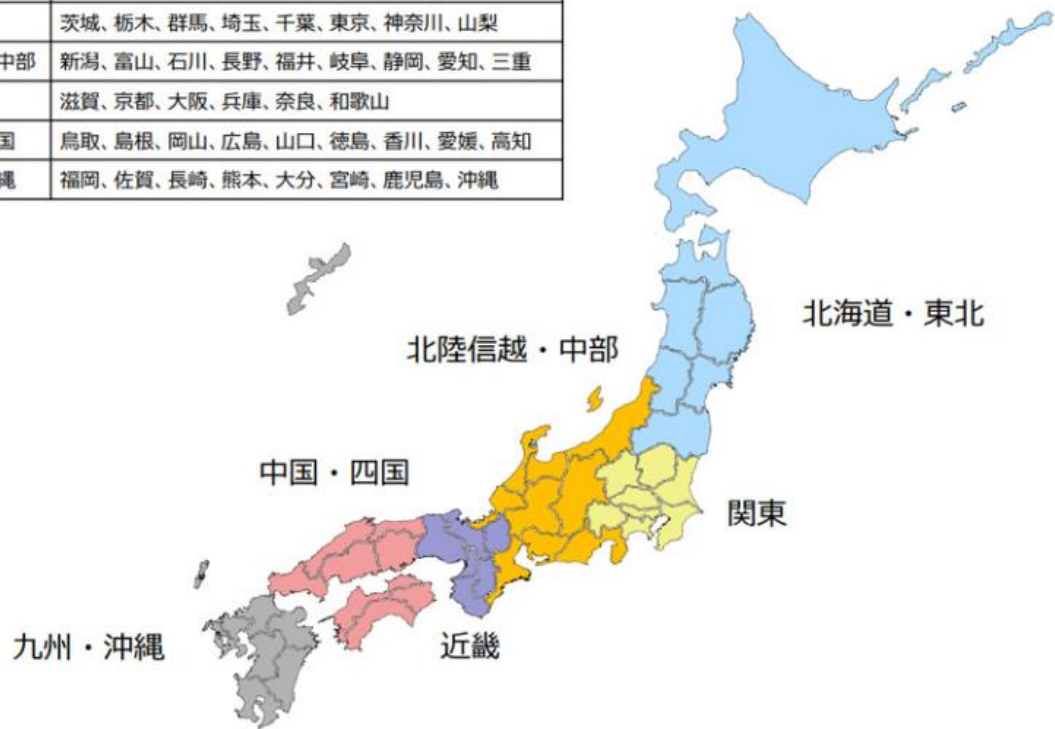 茨城、栃木、群馬、埼玉、千葉、東京、神奈川、山梨
中部 新潟、富山、石川、長野、福井、岐阜、静岡、愛知、三重
滋賀、京都、大阪、兵庫、奈良、和歌山
国 鳥取、島根、岡山、広島、山口、徳島、香川、愛媛、高知
縄 福岡、佐賀、長崎、熊本、大分、宮崎、鹿児島、沖縄
北海道・東北
北陸信越・中部
中国・四国
関東
九州・沖縄
近畿